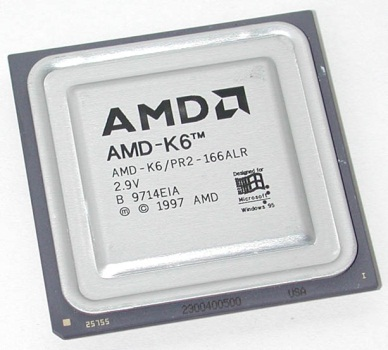 AMD
AMD-K6™
AMD-K6/PR2-166ALR
2.9V
B 9714EIA
Ⓜ © 1997 AMD
Designed for
Microsoft®
Windows 95
2300400500 USA
25755 I